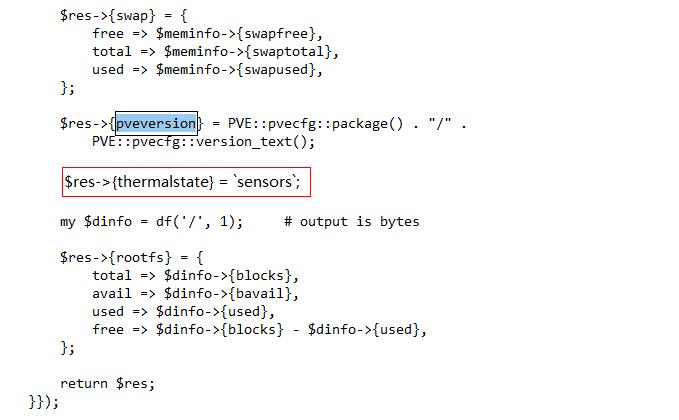 $res->{swap} = {
free => $meminfo->{swapfree},
total => $meminfo->{swaptotal},
used => $meminfo->{swapused},
};
$res->{pveversion} = PVE::pvecfg::package() . "/" .
PVE::pvecfg::version_text();
$res->{thermalstate} = `sensors`;
my $dinfo = df('/', 1);     # output is bytes
$res->{rootfs} = {
total => $dinfo->{blocks},
avail => $dinfo->{bavail},
used => $dinfo->{used},
free => $dinfo->{blocks} - $dinfo->{used},
};
return $res;
}});